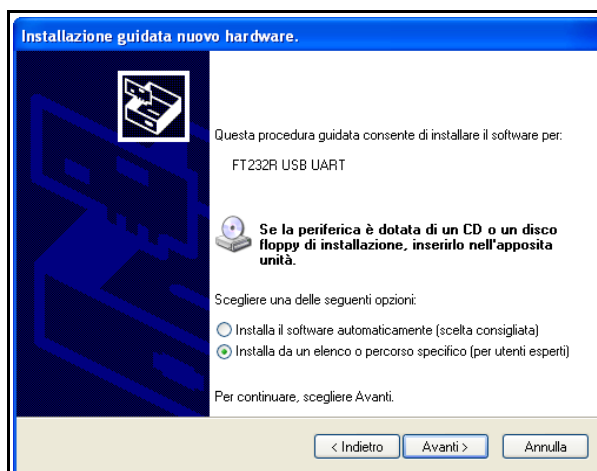 Installazione guidata nuovo hardware.
Questa procedura guidata consente di installare il software per:
FT232R USB UART
Se la periferica è dotata di un CD o un disco
floppy di installazione, inserirlo nell'apposita
unità.
Scegliere una delle seguenti opzioni:
Installa il software automaticamente (scelta consigliata)
Installa da un elenco o percorso specifico (per utenti esperti)
Per continuare, scegliere Avanti.
< Indietro Avanti > Annulla